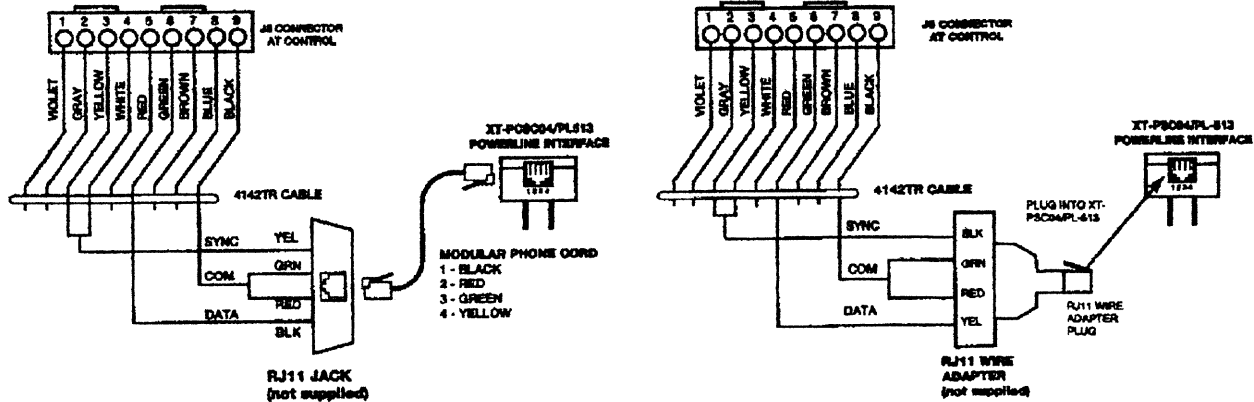 1 2 3 4 5 6 7 8 9
J8 CONNECTOR
AT CONTROL
VIOLET
GRAY
YELLOW
WHITE
RED
GREEN
BROWN
BLUE
BLACK
XT-PCSC04/PL513
POWERLINE INTERFACE
1 2 3 4
4142TR CABLE
SYNC
YEL
GRN
COM
RED
DATA
BLK
MODULAR PHONE CORD
1 - BLACK
2 - RED
3 - GREEN
4 - YELLOW
RJ11 JACK
(not supplied)
1 2 3 4 5 6 7 8 9
J8 CONNECTOR
AT CONTROL
VIOLET
GRAY
YELLOW
WHITE
RED
GREEN
BROWN
BLUE
BLACK
XT-PSC04/PL-513
POWERLINE INTERFACE
1 2 3 4
4142TR CABLE
PLUG INTO XT-
PSC04/PL-513
SYNC
BLK
GRN
COM
RED
DATA
YEL
RJ11 WIRE
ADAPTER
PLUG
RJ11 WIRE
ADAPTER
(not supplied)